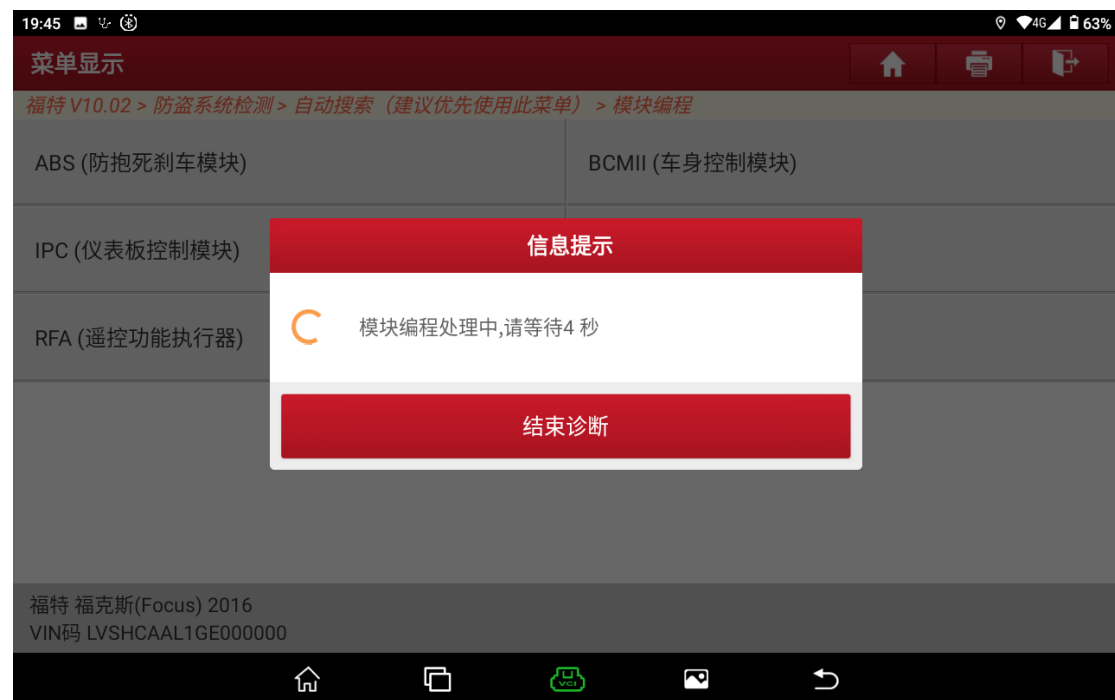 19:45
4G 63%
菜单显示
福特 V10.02 > 防盗系统检测 > 自动搜索（建议优先使用此菜单） > 模块编程
ABS (防抱死刹车模块)
BCMII (车身控制模块)
IPC (仪表板控制模块)
信息提示
RFA (遥控功能执行器)
模块编程处理中,请等待4 秒
结束诊断
福特 福克斯(Focus) 2016
VIN码 LVSHCAAL1GE000000
VCI